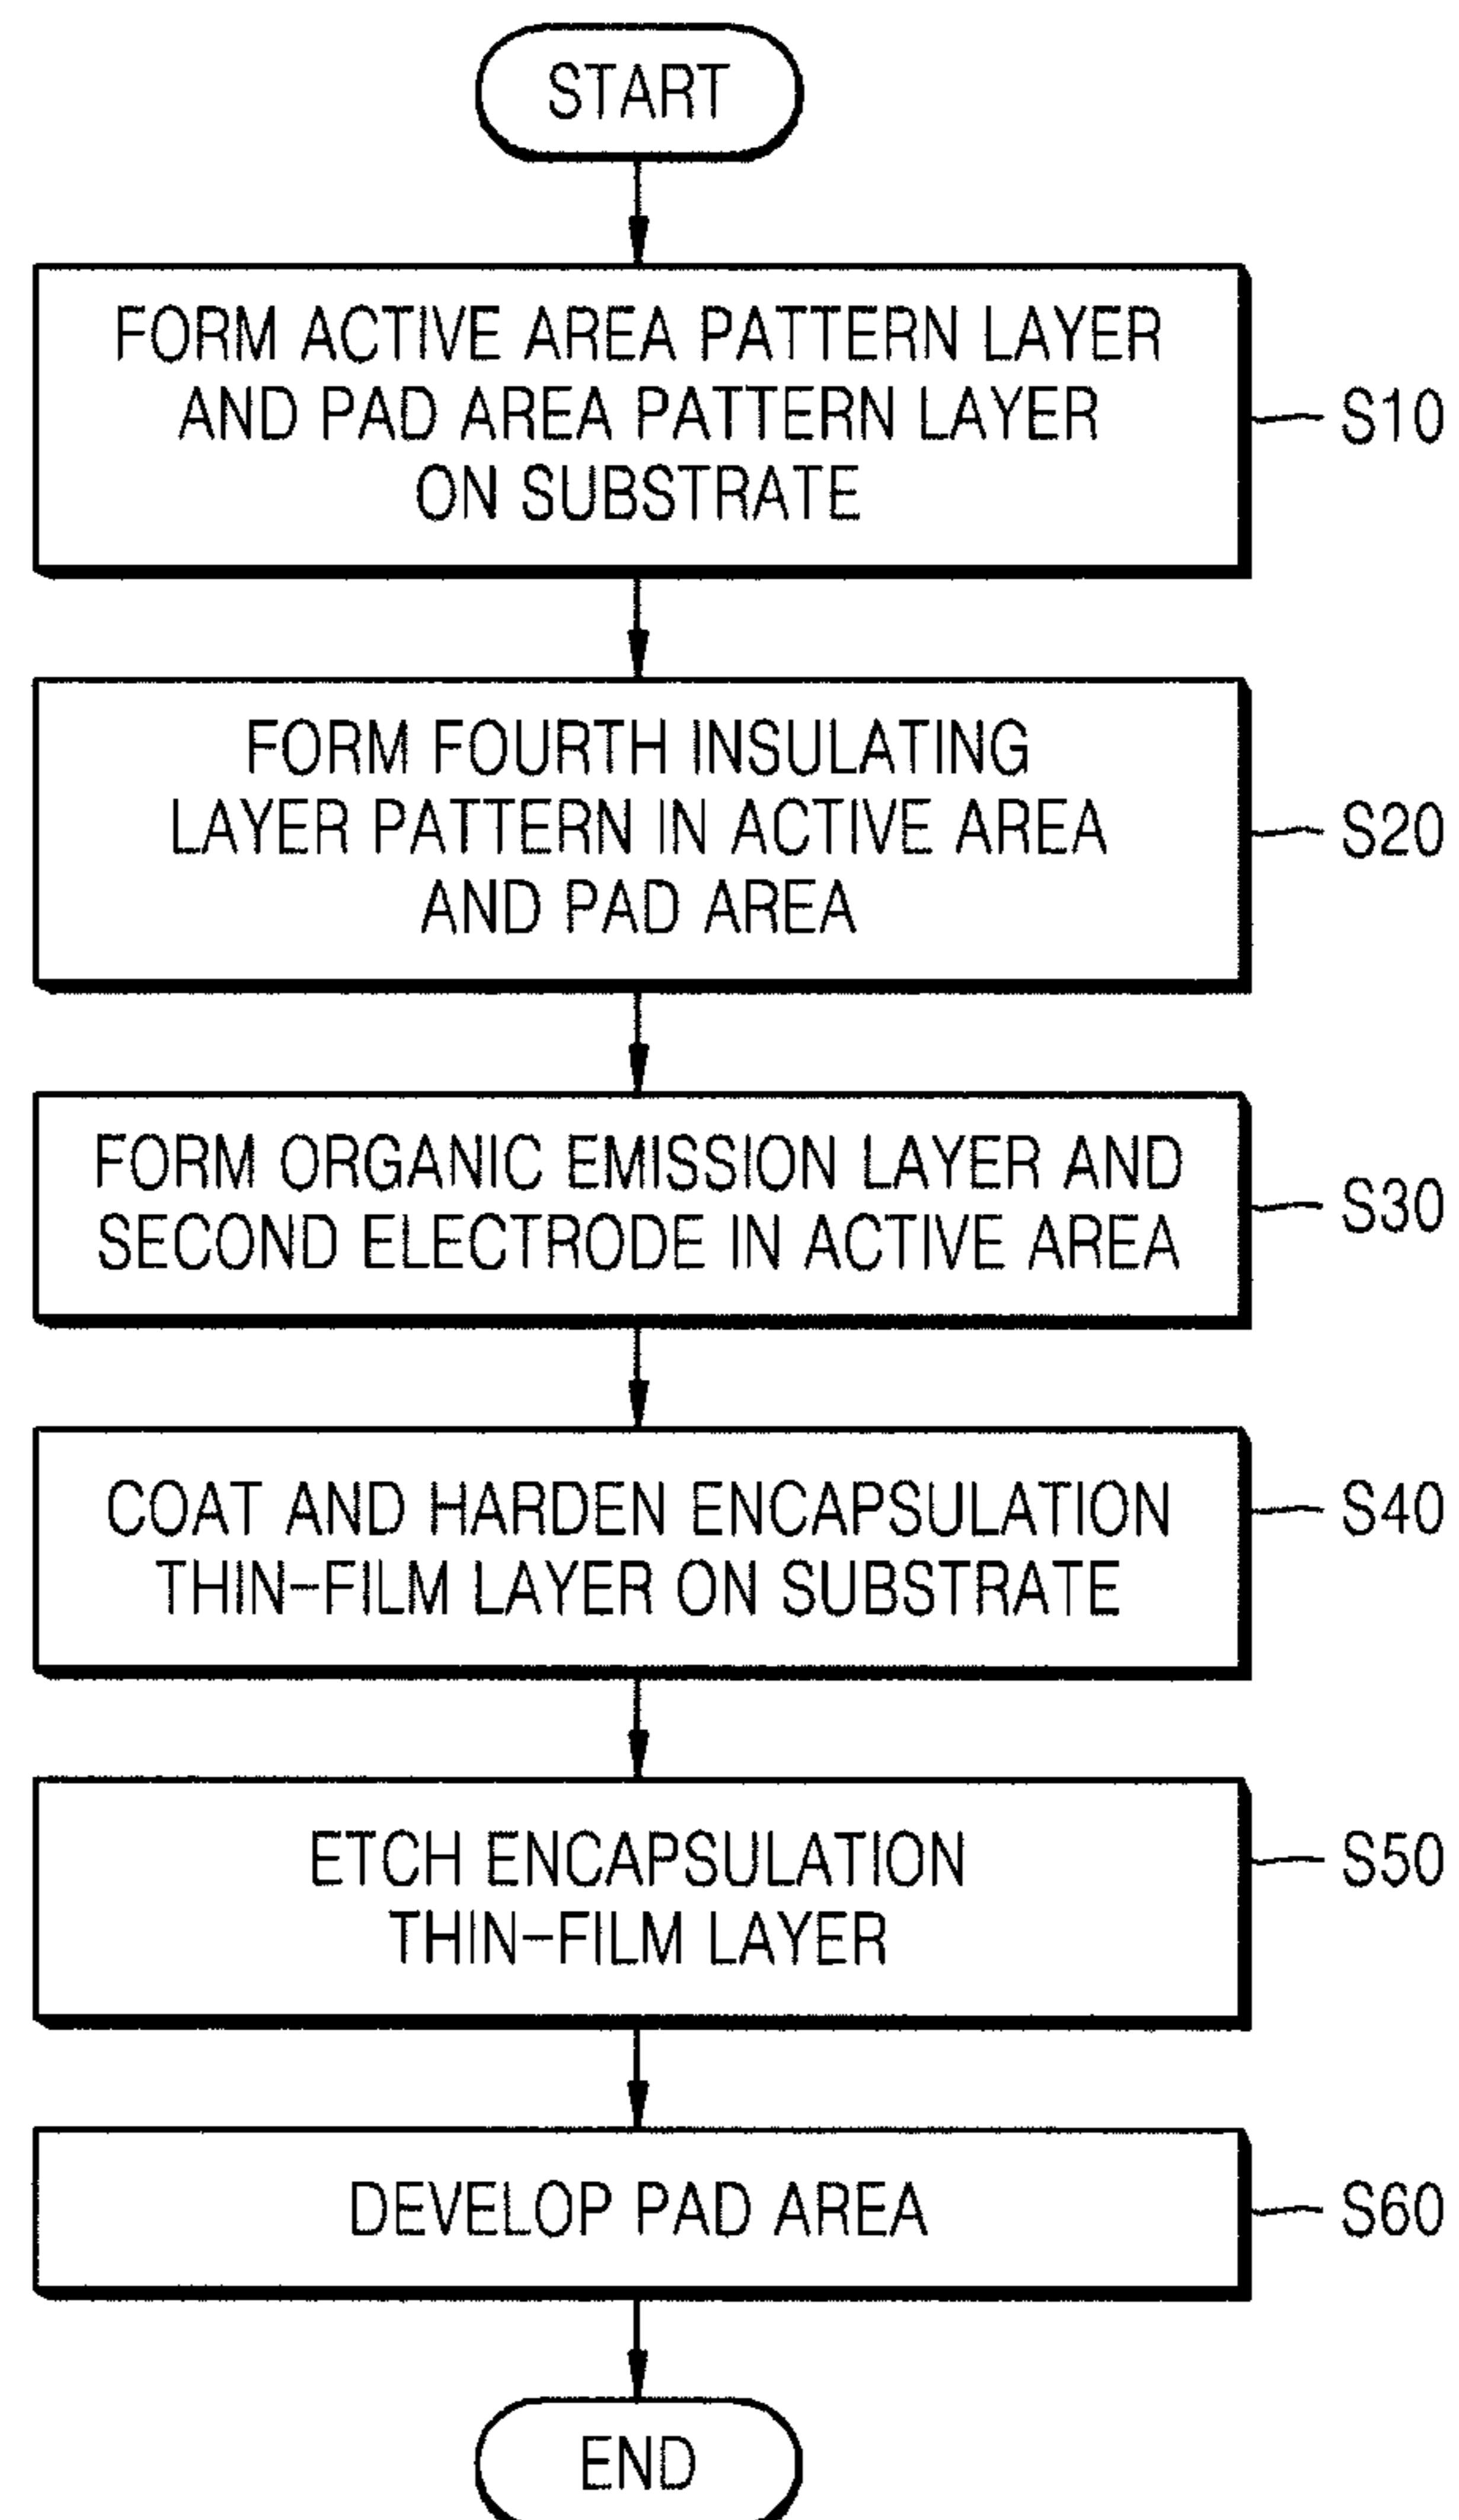 START
FORM ACTIVE AREA PATTERN LAYER
AND PAD AREA PATTERN LAYER
ON SUBSTRATE
S10
FORM FOURTH INSULATING
LAYER PATTERN IN ACTIVE AREA
AND PAD AREA
S20
FORM ORGANIC EMISSION LAYER AND
SECOND ELECTRODE IN ACTIVE AREA
S30
COAT AND HARDEN ENCAPSULATION
THIN-FILM LAYER ON SUBSTRATE
S40
ETCH ENCAPSULATION
THIN-FILM LAYER
S50
DEVELOP PAD AREA
S60
END